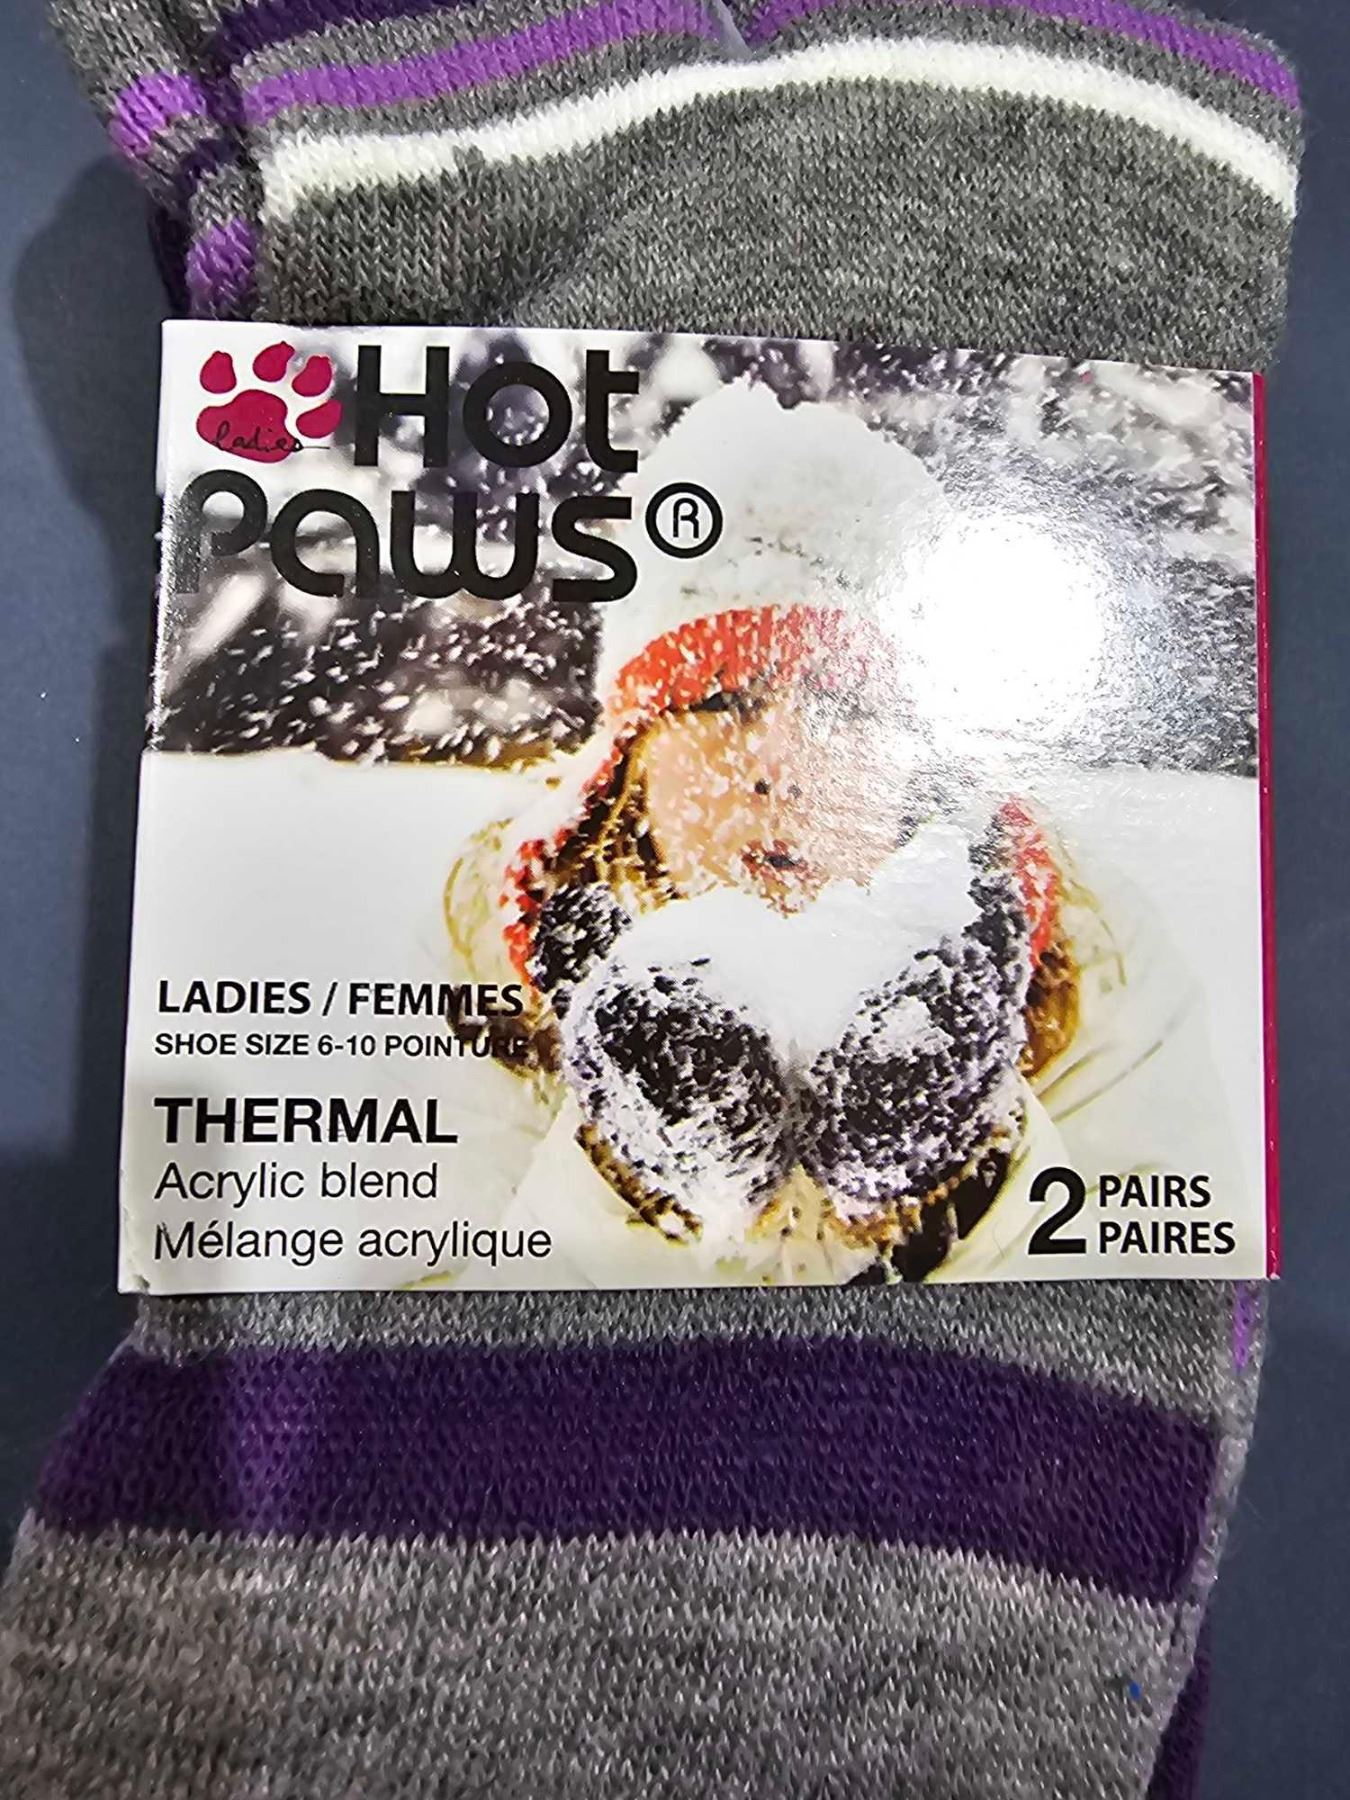 Hot
Paws®
Ladies
LADIES / FEMMES
SHOE SIZE 6-10 POINTURE
THERMAL
Acrylic blend
Mélange acrylique
2 PAIRS
PAIRES